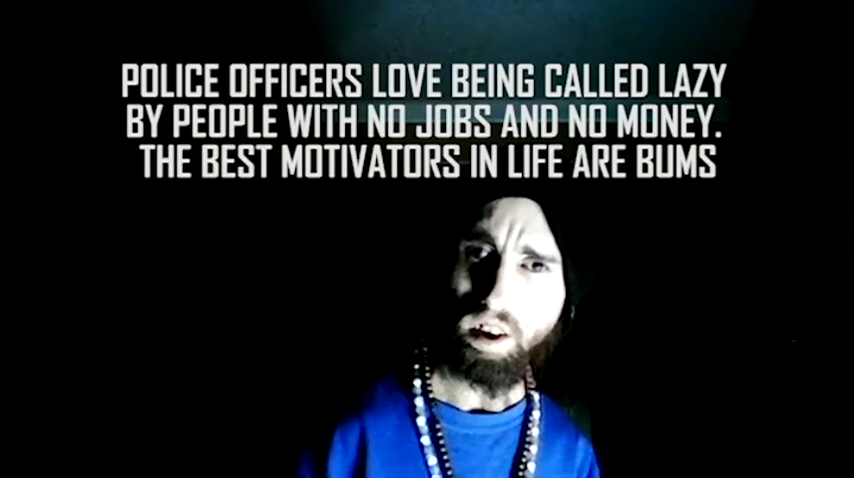 POLICE OFFICERS LOVE BEING CALLED LAZY
BY PEOPLE WITH NO JOBS AND NO MONEY.
THE BEST MOTIVATORS IN LIFE ARE BUMS